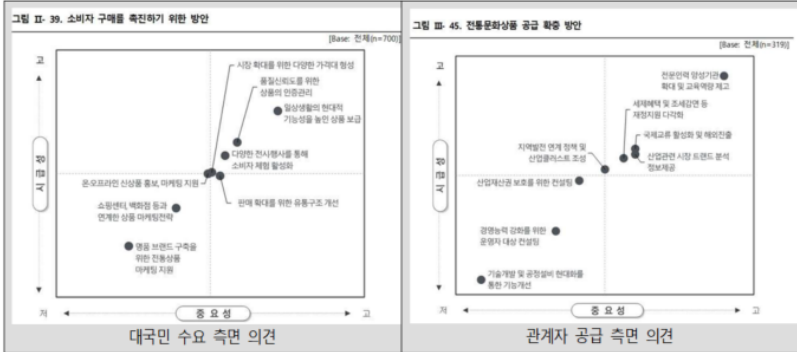 그림 Ⅱ- 39. 소비자 구매를 촉진하기 위한 방안
[Base: 전체(n=700)]
고
시장 확대를 위한 다양한 가격대 형성
품질신뢰도를 위한
상품의 인증관리
일상생활의 현대적
기능성을 높인 상품 보급
다양한 전시/행사를 통해
소비자 체험 활성화
시급성
온·오프라인 신상품 홍보, 마케팅 지원
판매 확대를 위한 유통구조 개선
쇼핑센터, 백화점 등과
연계한 상품 마케팅전략
명품 브랜드 구축을
위한 전통상품
마케팅 지원
저
중요성
고
대국민 수요 측면 의견
그림 Ⅲ- 45. 전통문화상품 공급 확충 방안
[Base: 전체(n=319)]
고
전문인력 양성기관
확대 및 교육역량 제고
세제혜택 및 조세감면 등
재정지원 다각화
국제교류 활성화 및 해외진출
지역발전 연계 정책 및
산업클러스트 조성
산업관련 시장 트렌드 분석
정보제공
시급성
산업재산권 보호를 위한 컨설팅
경영능력 강화를 위한
운영자 대상 컨설팅
기술개발 및 공정설비 현대화를
통한 기능개선
저
중요성
고
관계자 공급 측면 의견